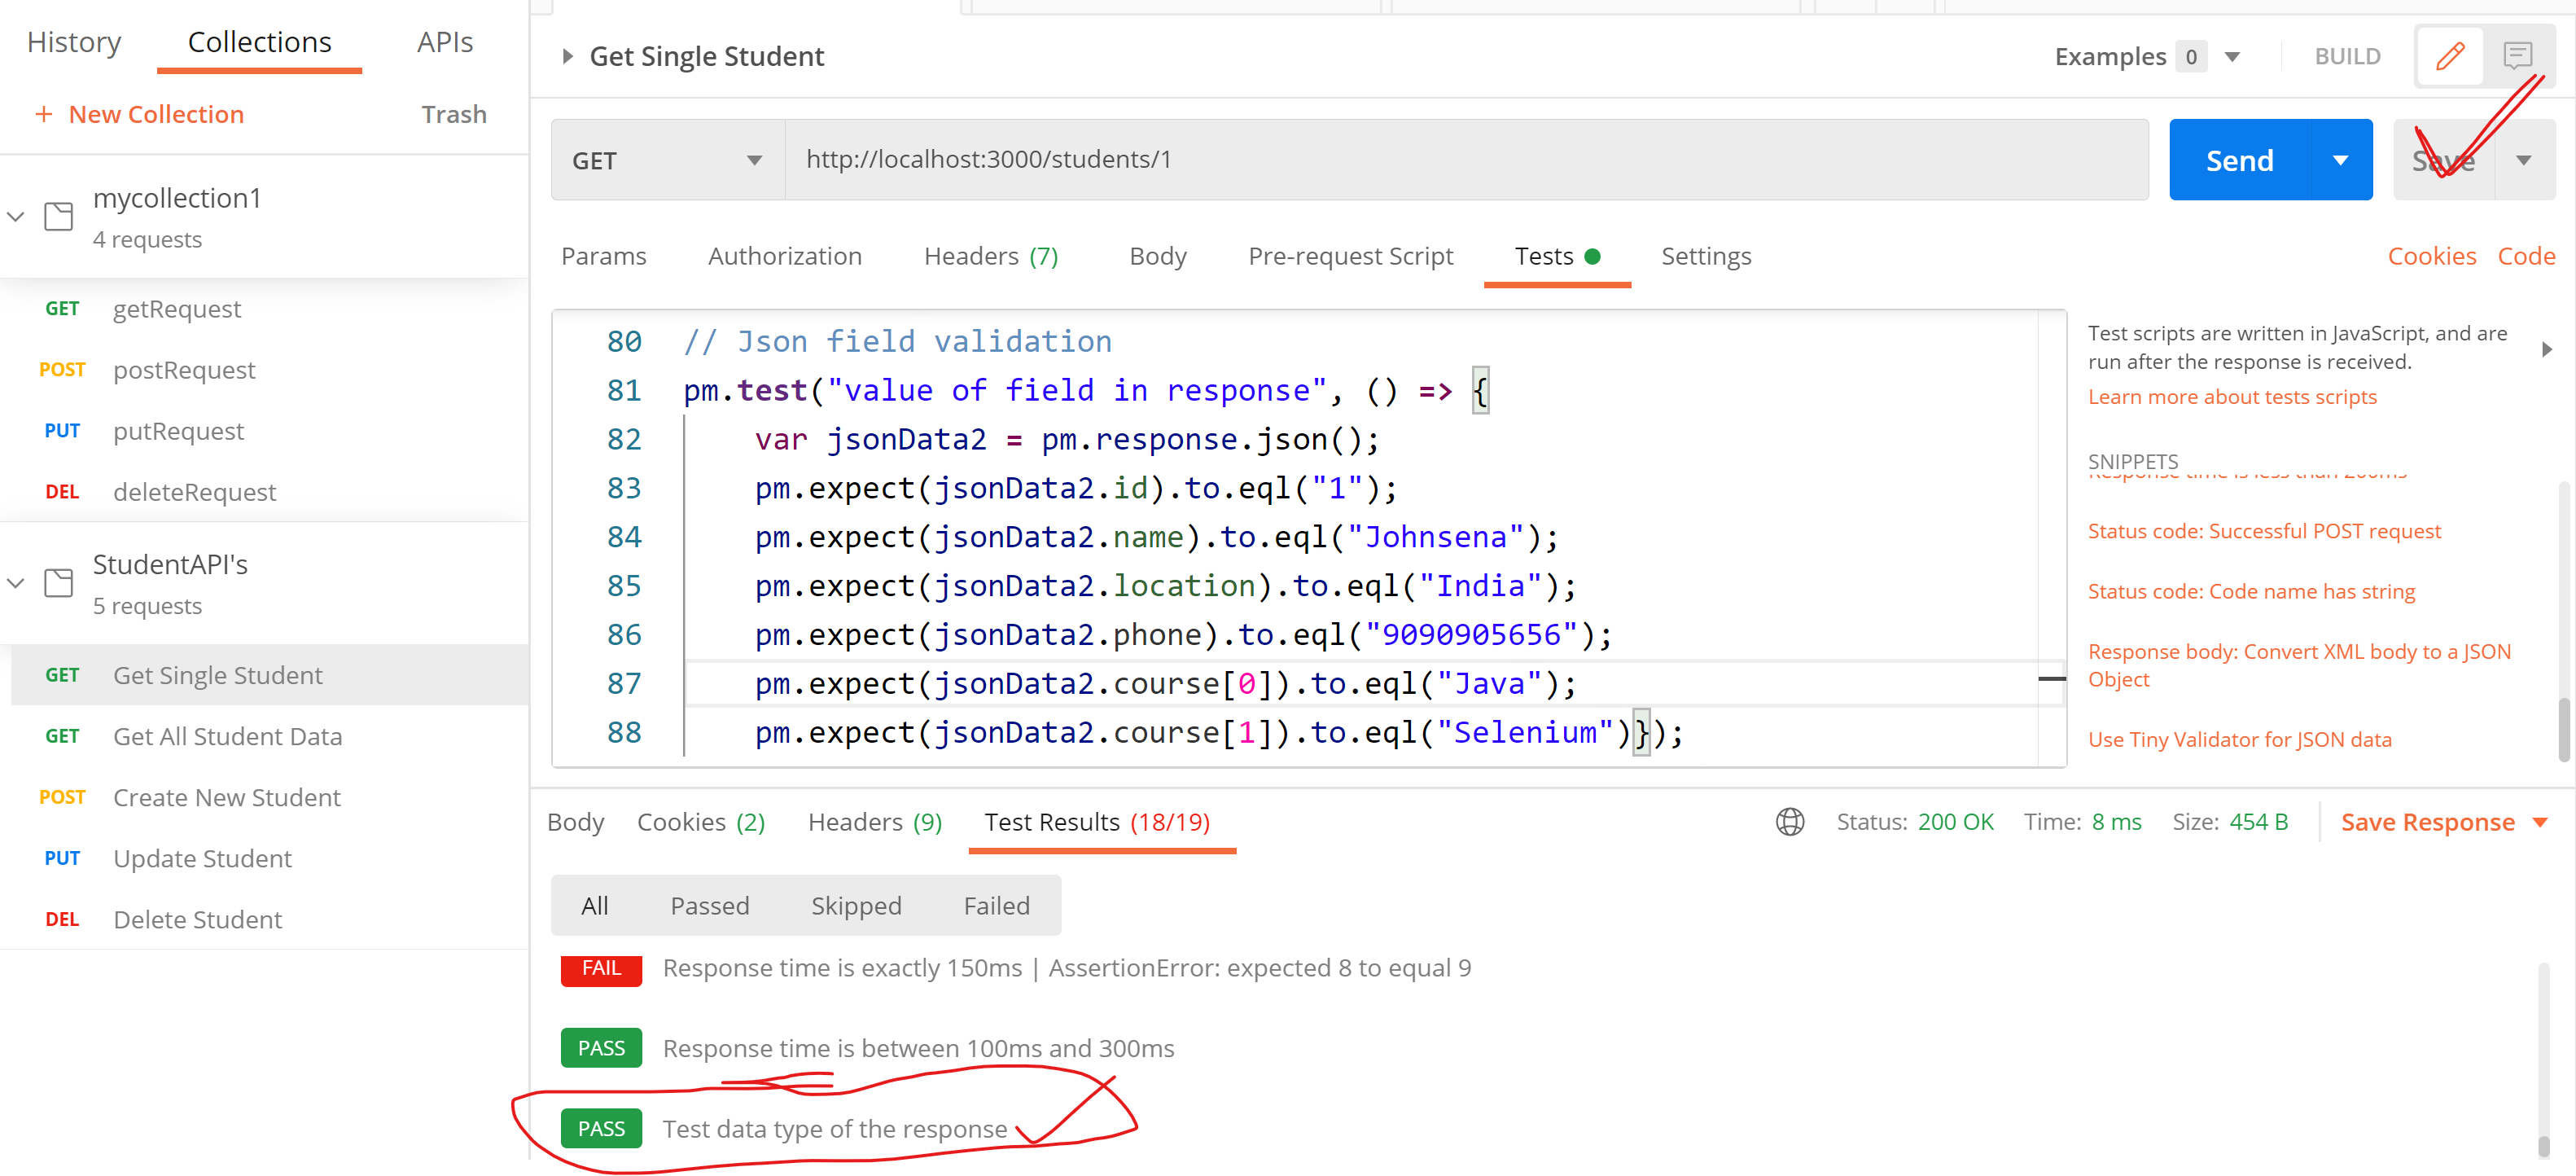 History Collections APIs
+ New Collection Trash
mycollection1
4 requests
GET getRequest
POST postRequest
PUT putRequest
DEL deleteRequest
StudentAPI's
5 requests
GET Get Single Student
GET Get All Student Data
POST Create New Student
PUT Update Student
DEL Delete Student
Get Single Student
Examples 0 BUILD
GET http://localhost:3000/students/1 Send Save
Params Authorization Headers (7) Body Pre-request Script Tests Settings Cookies Code
80 // Json field validation
81 pm.test("value of field in response", () => {
82 var jsonData2 = pm.response.json();
83 pm.expect(jsonData2.id).to.eql("1");
84 pm.expect(jsonData2.name).to.eql("Johnsena");
85 pm.expect(jsonData2.location).to.eql("India");
86 pm.expect(jsonData2.phone).to.eql("9090905656");
87 pm.expect(jsonData2.course[0]).to.eql("Java");
88 pm.expect(jsonData2.course[1]).to.eql("Selenium")});
Test scripts are written in JavaScript, and are
run after the response is received.
Learn more about tests scripts
SNIPPETS
Response time is less than 200ms
Status code: Successful POST request
Status code: Code name has string
Response body: Convert XML body to a JSON
Object
Use Tiny Validator for JSON data
Body Cookies (2) Headers (9) Test Results (18/19) Status: 200 OK Time: 8 ms Size: 454 B Save Response
All Passed Skipped Failed
FAIL Response time is exactly 150ms | AssertionError: expected 8 to equal 9
PASS Response time is between 100ms and 300ms
PASS Test data type of the response